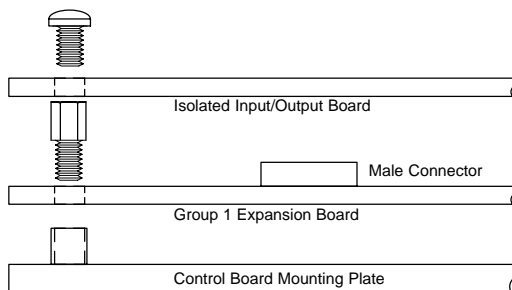 Isolated Input/Output Board
Male Connector
Group 1 Expansion Board
Control Board Mounting Plate